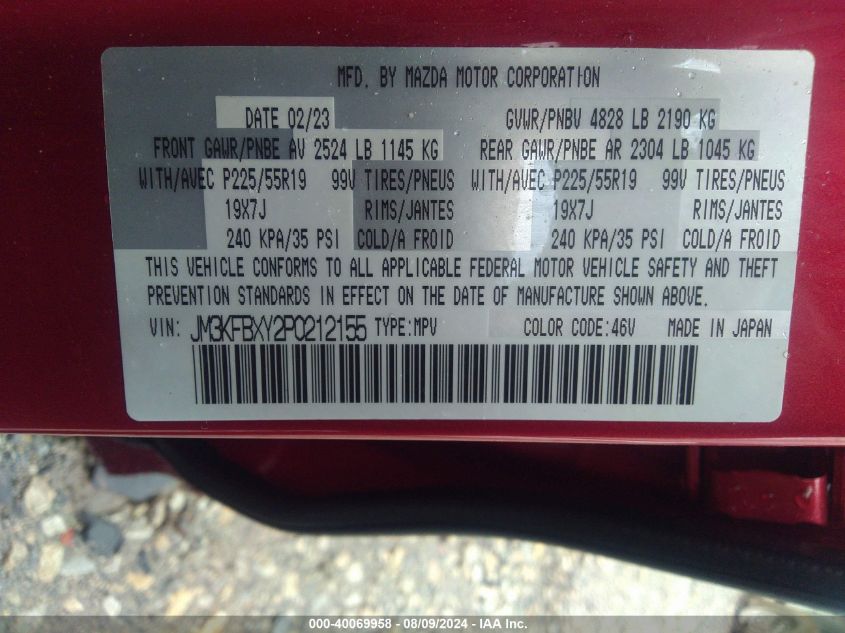 MFD. BY MAZDA MOTOR CORPORATION
DATE 02/23 GVWR/PNBV 4828 LB 2190 KG
FRONT GAWR/PNBE AV 2524 LB 1145 KG REAR GAWR/PNBE AR 2304 LB 1045 KG
WITH/AVEC P225/55R19 99V TIRES/PNEUS WITH/AVEC P225/55R19 99V TIRES/PNEUS
19X7J RIMS/JANTES 19X7J RIMS/JANTES
240 KPA/35 PSI COLD/A FROID 240 KPA/35 PSI COLD/A FROID
THIS VEHICLE CONFORMS TO ALL APPLICABLE FEDERAL MOTOR VEHICLE SAFETY AND THEFT
PREVENTION STANDARDS IN EFFECT ON THE DATE OF MANUFACTURE SHOWN ABOVE.
VIN: JM3KFBXY2P0212155 TYPE:MPV COLOR CODE:46V MADE IN JAPAN
000-40069958 - 08/09/2024 - IAA Inc.